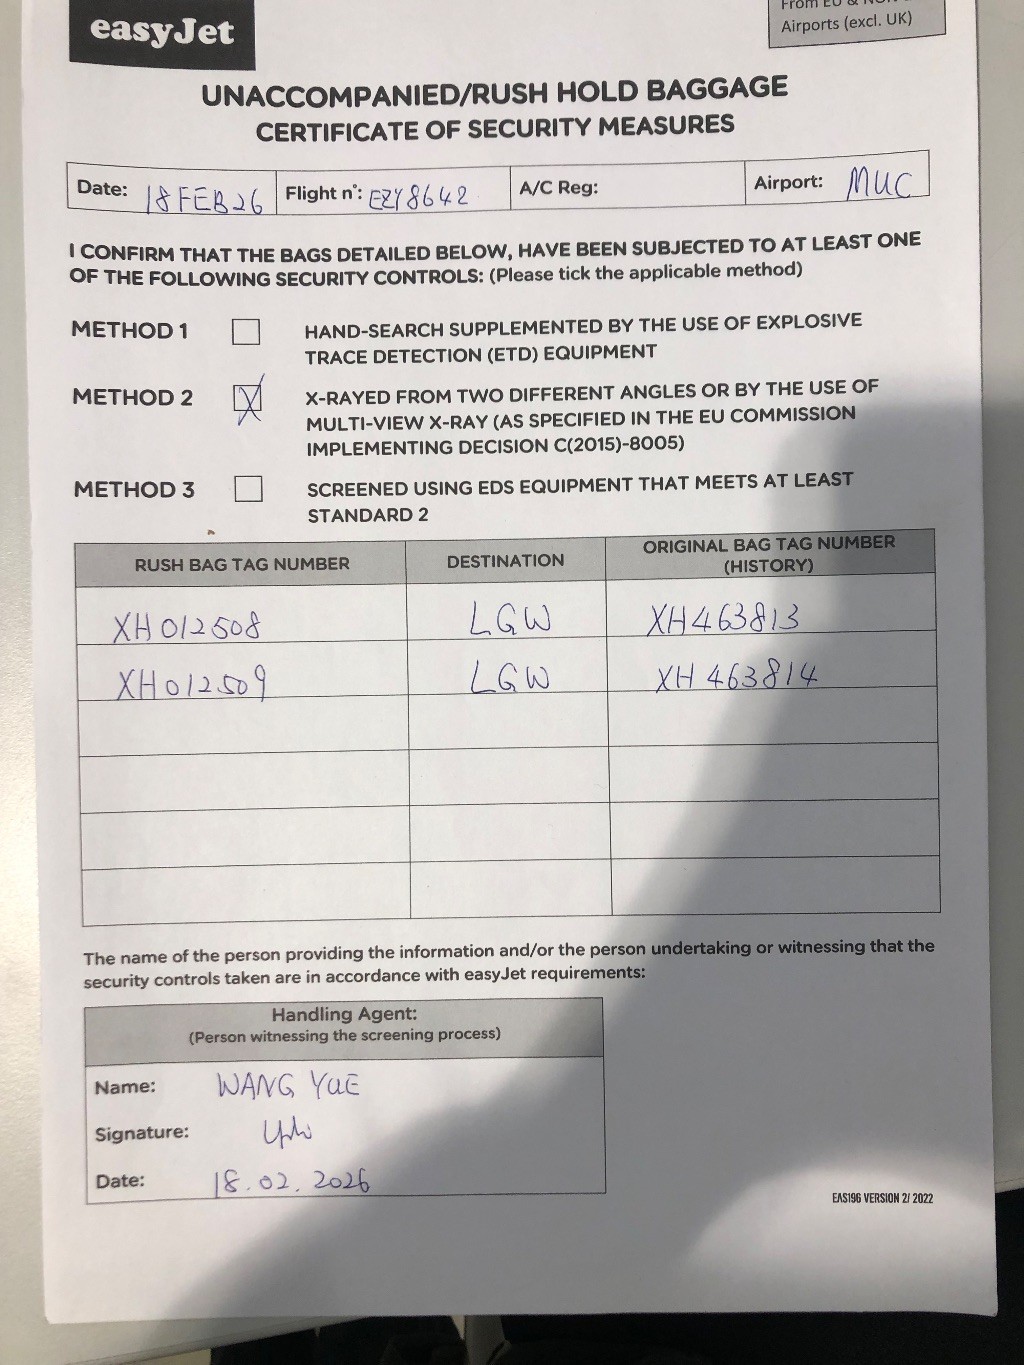 easyJet
From EU & NON
Airports (excl. UK)
UNACCOMPANIED/RUSH HOLD BAGGAGE
CERTIFICATE OF SECURITY MEASURES
Date: 18 FEB 26 Flight n°: EZY8642 A/C Reg: Airport: MUC
I CONFIRM THAT THE BAGS DETAILED BELOW, HAVE BEEN SUBJECTED TO AT LEAST ONE
OF THE FOLLOWING SECURITY CONTROLS: (Please tick the applicable method)
METHOD 1 HAND-SEARCH SUPPLEMENTED BY THE USE OF EXPLOSIVE
TRACE DETECTION (ETD) EQUIPMENT
METHOD 2 X-RAYED FROM TWO DIFFERENT ANGLES OR BY THE USE OF
MULTI-VIEW X-RAY (AS SPECIFIED IN THE EU COMMISSION
IMPLEMENTING DECISION C(2015)-8005)
METHOD 3 SCREENED USING EDS EQUIPMENT THAT MEETS AT LEAST
STANDARD 2
RUSH BAG TAG NUMBER DESTINATION ORIGINAL BAG TAG NUMBER
(HISTORY)
XH012508 LGW XH463813
XH012509 LGW XH 463814
The name of the person providing the information and/or the person undertaking or witnessing that the
security controls taken are in accordance with easyJet requirements:
Handling Agent:
(Person witnessing the screening process)
Name: WANG YUE
Signature:
Date: 18.02.2026
EAS196 VERSION 2/ 2022